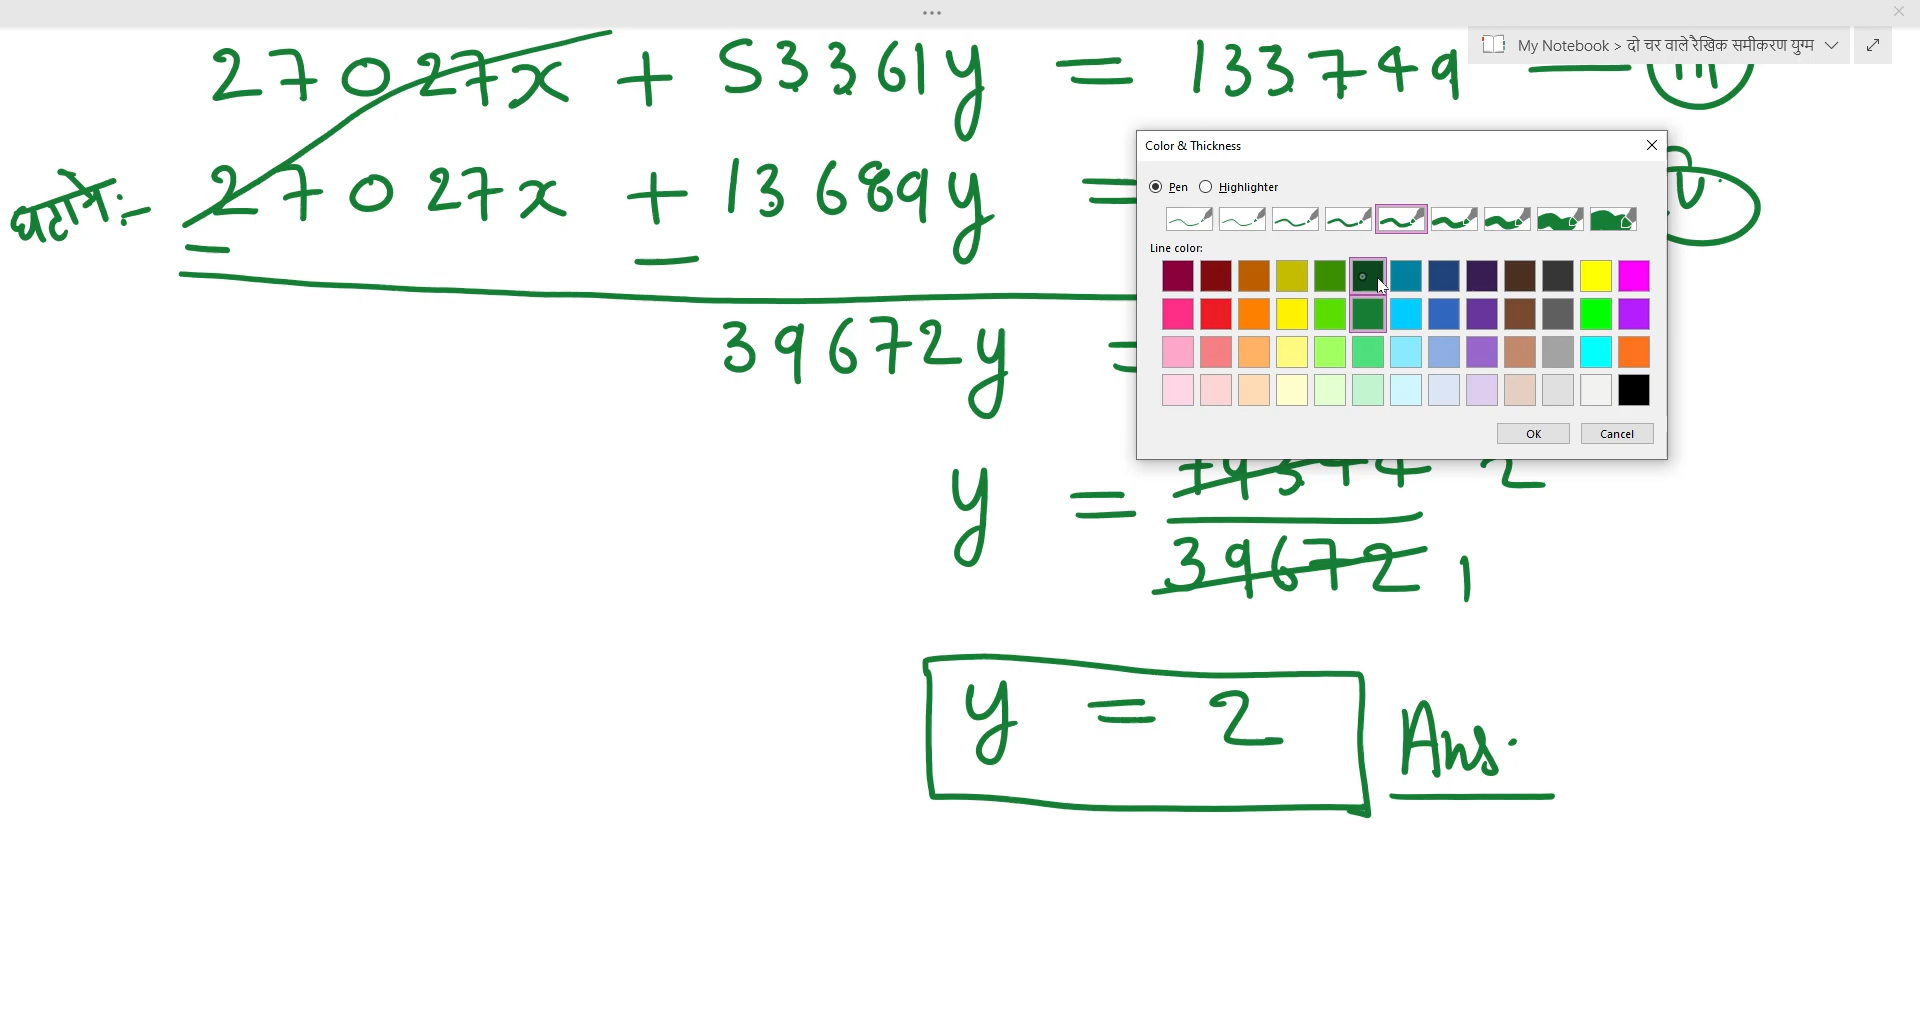 My Notebook > दो चर वाले रैखिक समीकरण युग्म
27027x + 53361y = 133749 — (III)
घटाने :- 27027x + 13689y =
— —
39672y =
Color & Thickness
Pen Highlighter
Line color:
OK Cancel
y = 79344 2
39672 1
y = 2 Ans.